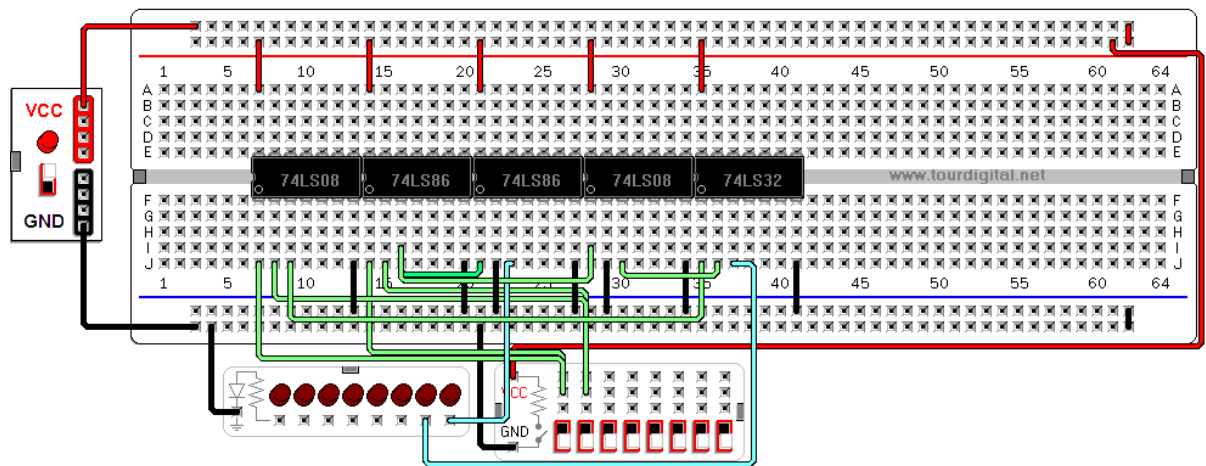 1 5 10 15 20 25 30 35 40 45 50 55 60 64
A A
B B
C C
D D
E E
VCC
74LS08 74LS86 74LS86 74LS08 74LS32 www.tourdigital.net
GND
F F
G G
H H
I I
J J
1 5 10 15 20 25 30 35 40 45 50 55 60 64
VCC
GND